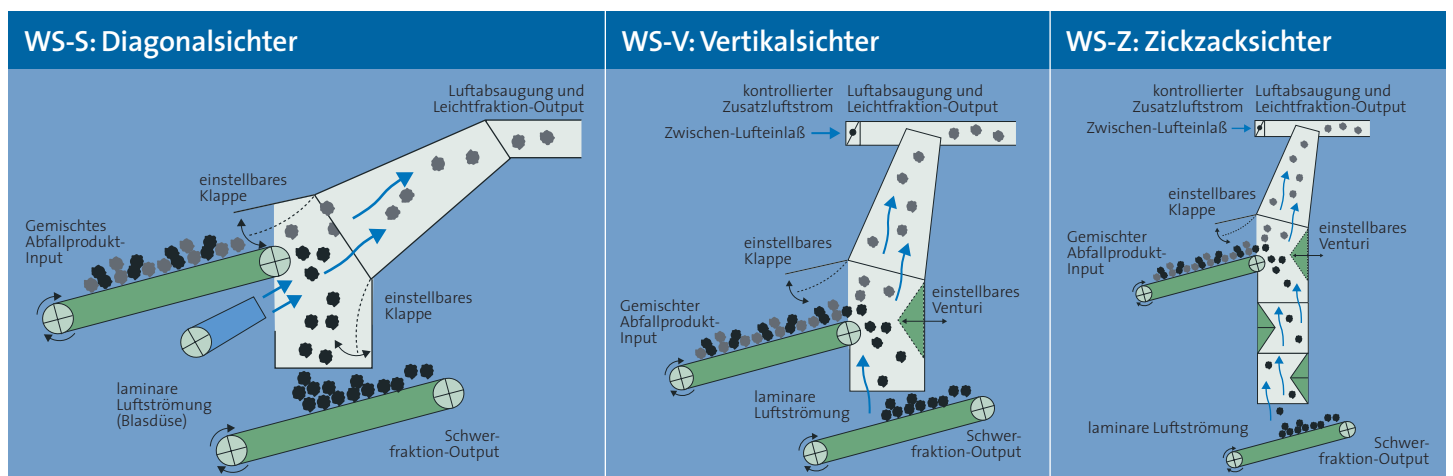 WS-S: Diagonalsichter
Luftabsaugung und
Leichtfraktion-Output
einstellbares
Klappe
Gemischtes
Abfallprodukt-
Input
einstellbares
Klappe
laminare
Luftströmung
(Blasdüse)
Schwer-
fraktion-Output
WS-V: Vertikalsichter
kontrollierter
Zusatzluftstrom
Luftabsaugung und
Leichtfraktion-Output
Zwischen-Lufteinlaß
einstellbares
Klappe
einstellbares
Venturi
Gemischter
Abfallprodukt-
Input
laminare
Luftströmung
Schwer-
fraktion-Output
WS-Z: Zickzacksichter
kontrollierter
Zusatzluftstrom
Luftabsaugung und
Leichtfraktion-Output
Zwischen-Lufteinlaß
einstellbares
Klappe
einstellbares
Venturi
Gemischter
Abfallprodukt-
Input
laminare Luftströmung
Schwer-
fraktion-Output